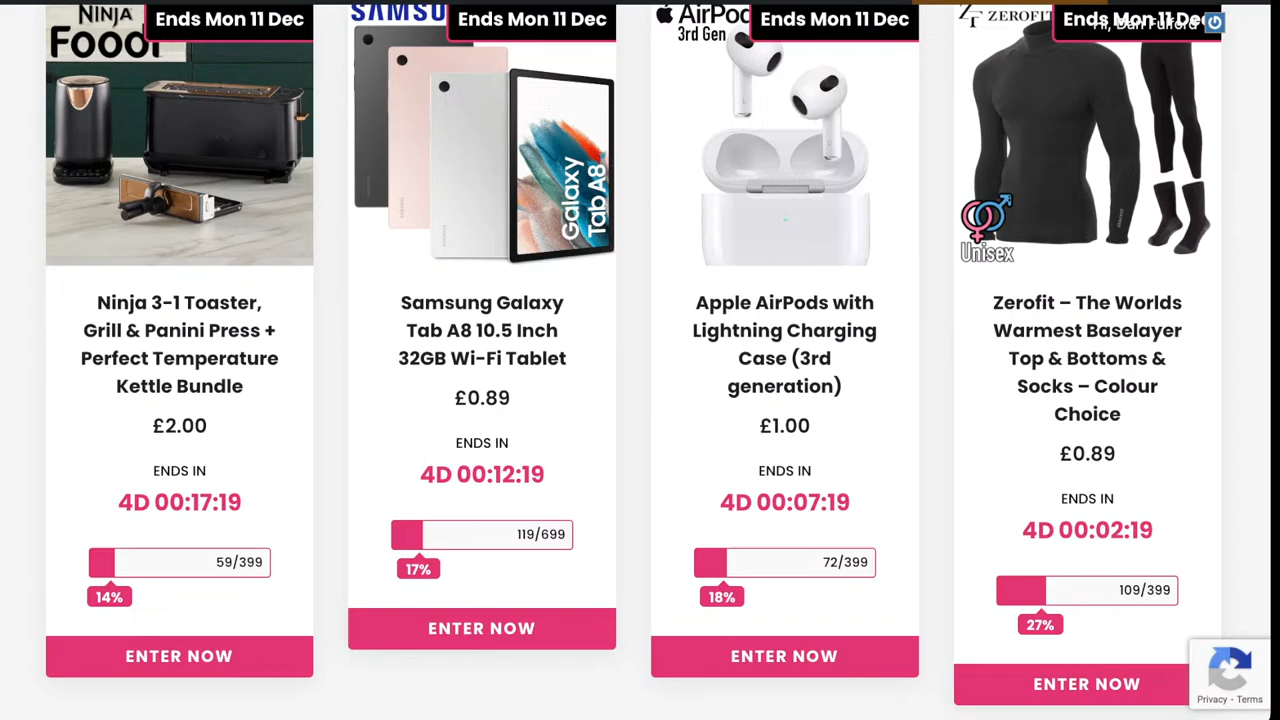 NINJA
Foodi
Ends Mon 11 Dec
Ninja 3-1 Toaster,
Grill & Panini Press +
Perfect Temperature
Kettle Bundle
£2.00
ENDS IN
4D 00:17:19
59/399
14%
ENTER NOW
SAMSU
Ends Mon 11 Dec
Galaxy
Tab A8
Samsung Galaxy
Tab A8 10.5 Inch
32GB Wi-Fi Tablet
£0.89
ENDS IN
4D 00:12:19
119/699
17%
ENTER NOW
AirPod
3rd Gen
Ends Mon 11 Dec
Apple AirPods with
Lightning Charging
Case (3rd
generation)
£1.00
ENDS IN
4D 00:07:19
72/399
18%
ENTER NOW
ZEROFIT
Ends Mon 11 Dec
Hi, Dan Fulford
Unisex
Zerofit – The Worlds
Warmest Baselayer
Top & Bottoms &
Socks – Colour
Choice
£0.89
ENDS IN
4D 00:02:19
109/399
27%
ENTER NOW
Privacy - Terms